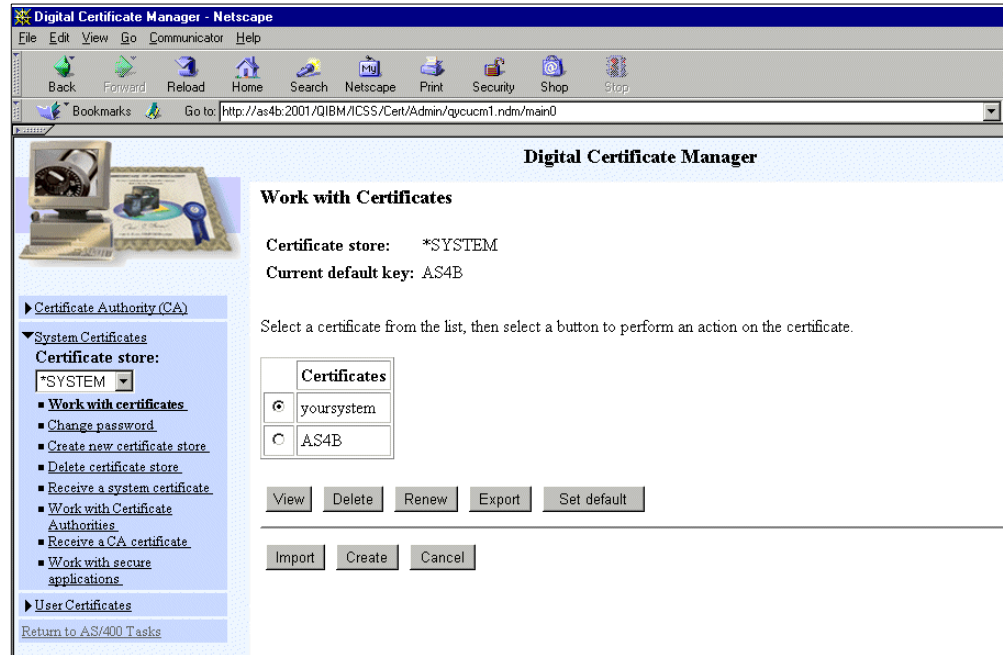 Digital Certificate Manager - Netscape
File Edit View Go Communicator Help
Back Forward Reload Home Search Netscape Print Security Shop Stop
Bookmarks Go to: http://as4b:2001/QIBM/ICSS/Cert/Admin/qycucm1.ndm/main0
Digital Certificate Manager
Certificate Authority (CA)
System Certificates
Certificate store:
*SYSTEM
Work with certificates
Change password
Create new certificate store
Delete certificate store
Receive a system certificate
Work with Certificate
Authorities
Receive a CA certificate
Work with secure
applications
User Certificates
Return to AS/400 Tasks
Work with Certificates
Certificate store: *SYSTEM
Current default key: AS4B
Select a certificate from the list, then select a button to perform an action on the certificate.
Certificates
yoursystem
AS4B
View Delete Renew Export Set default
Import Create Cancel